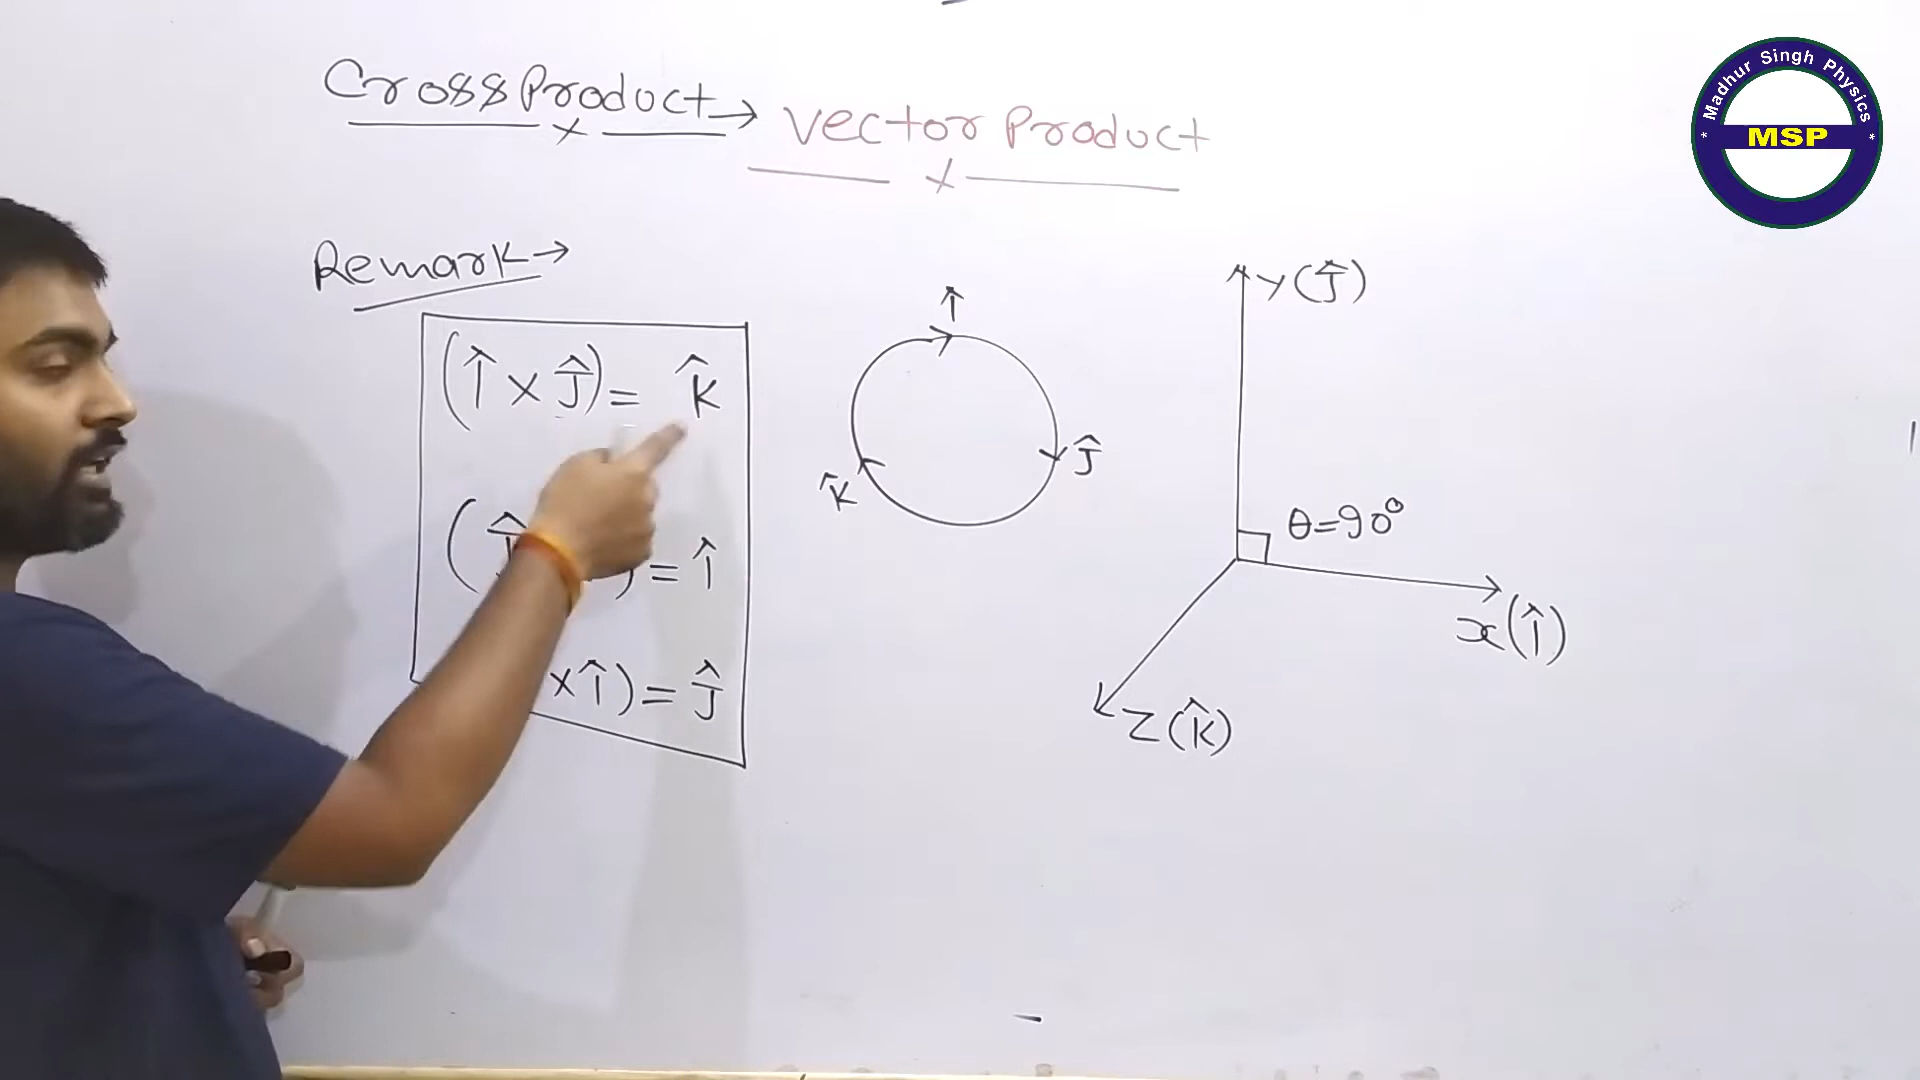 Cross Product → Vector Product
Remark →
(î × ĵ) = k̂
( ) = î
× î) = ĵ
î
ĵ
k̂
Y(ĵ)
θ=90°
x(î)
Z(k̂)
* Madhur Singh Physics *
MSP